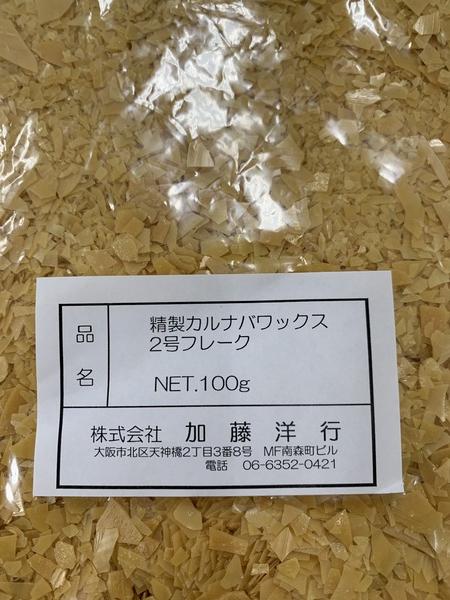 品名
精製カルナバワックス
2号フレーク
NET.100g
株式会社 加藤洋行
大阪市北区天神橋2丁目3番8号 MF南森町ビル
電話 06-6352-0421